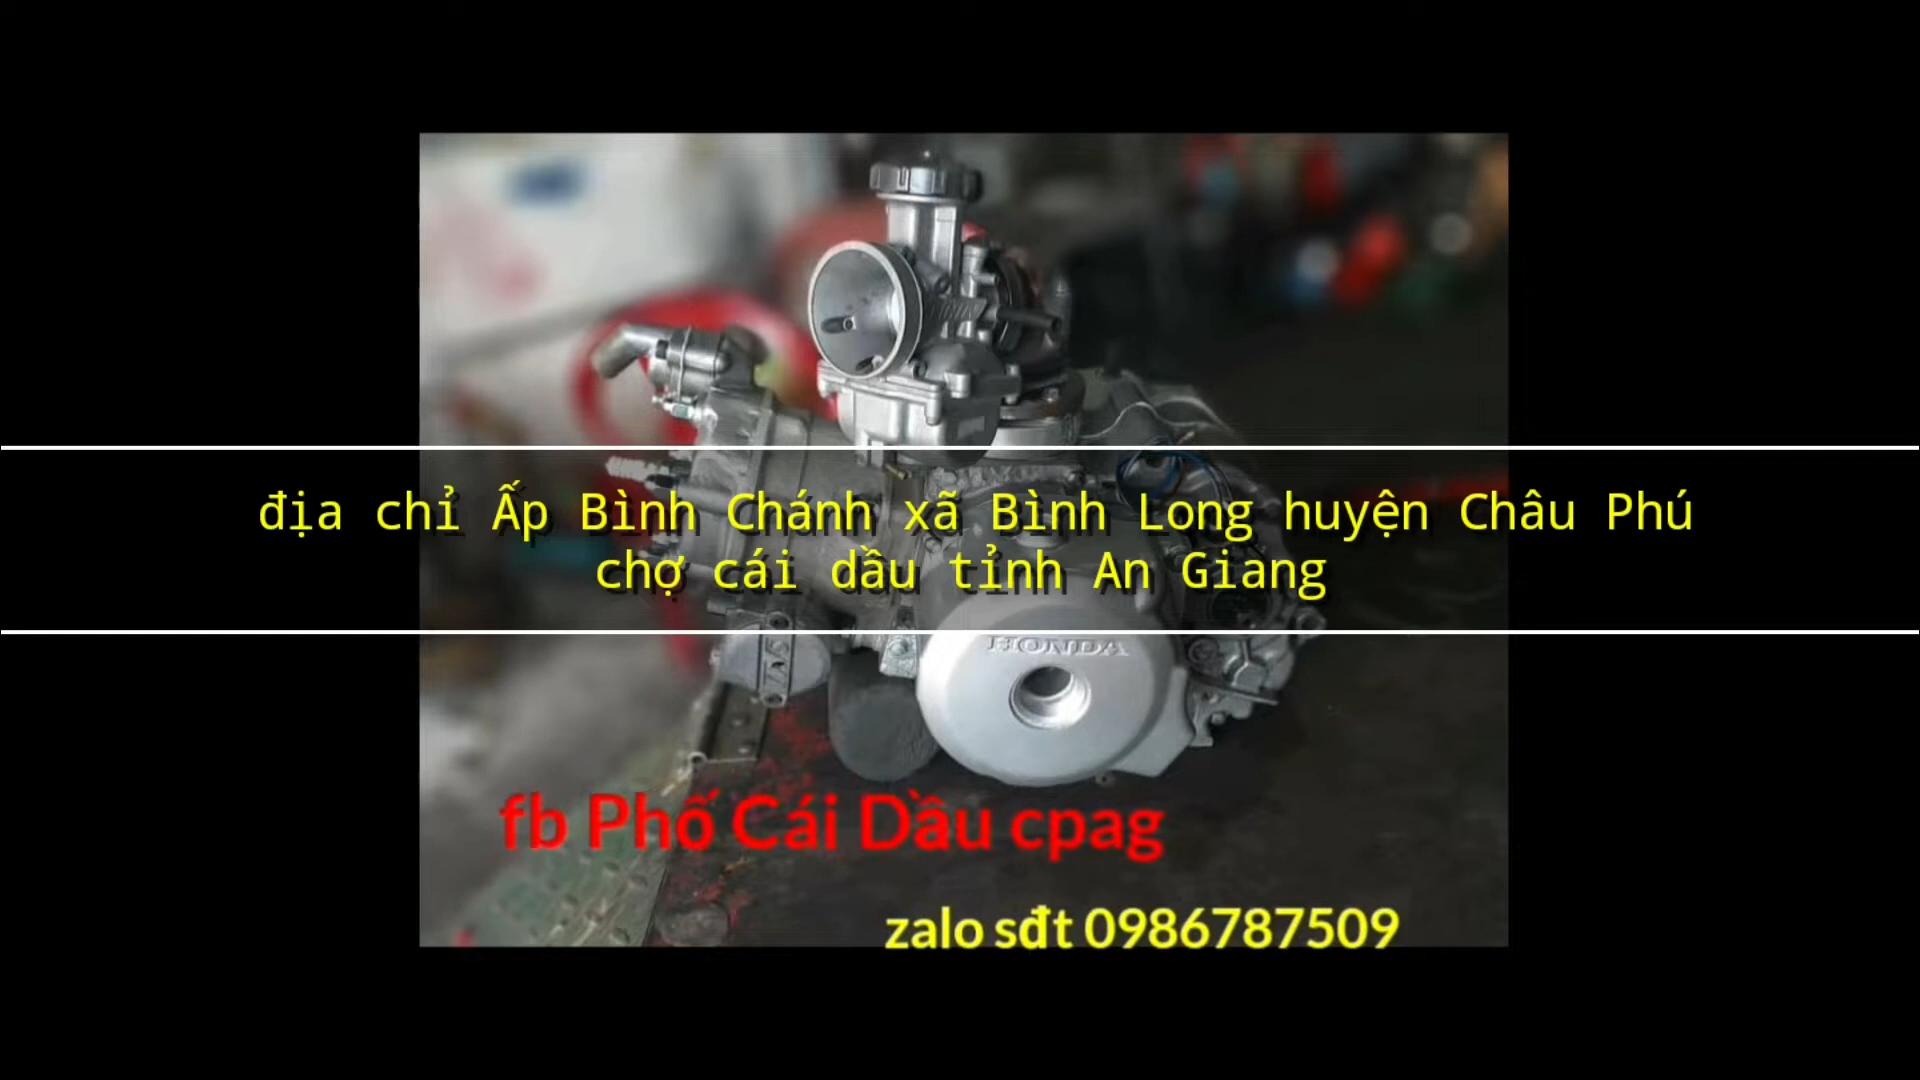 địa chỉ Ấp Bình Chánh xã Bình Long huyện Châu Phú
chợ cái dầu tỉnh An Giang
HONDA
fb Phố Cái Dầu cpag
zalo sđt 0986787509